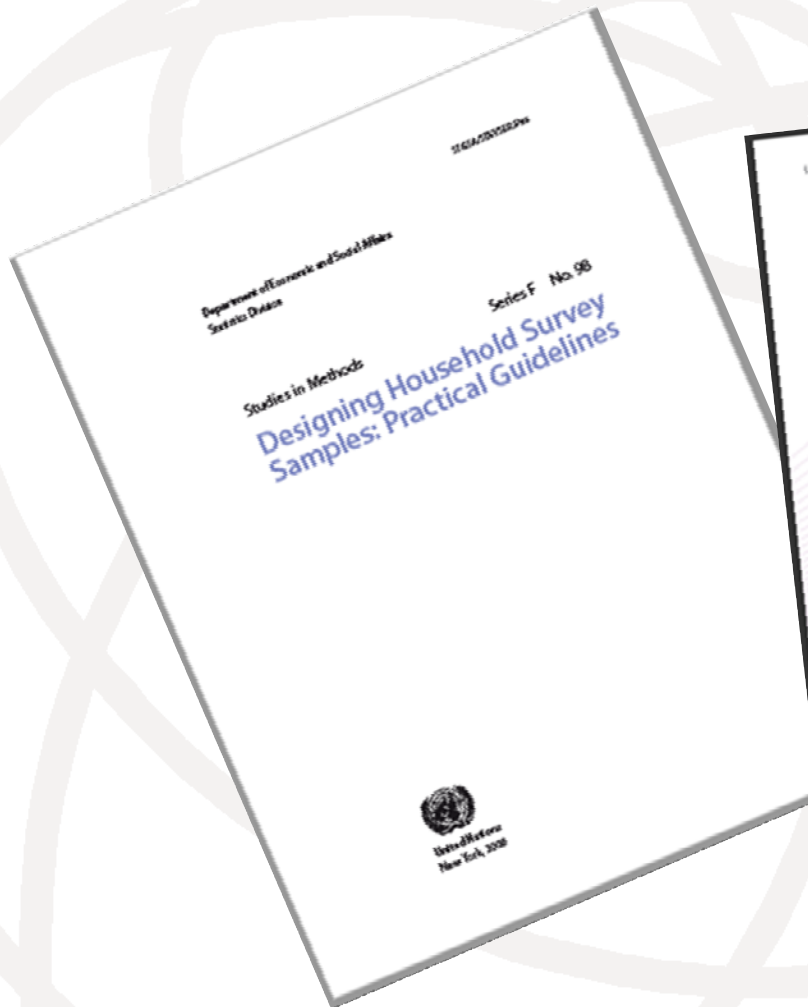 Department of Economic and Social Affairs
Statistics Division
Series F No. 98
Studies in Methods
Designing Household Survey
Samples: Practical Guidelines
United Nations
New York, 2008